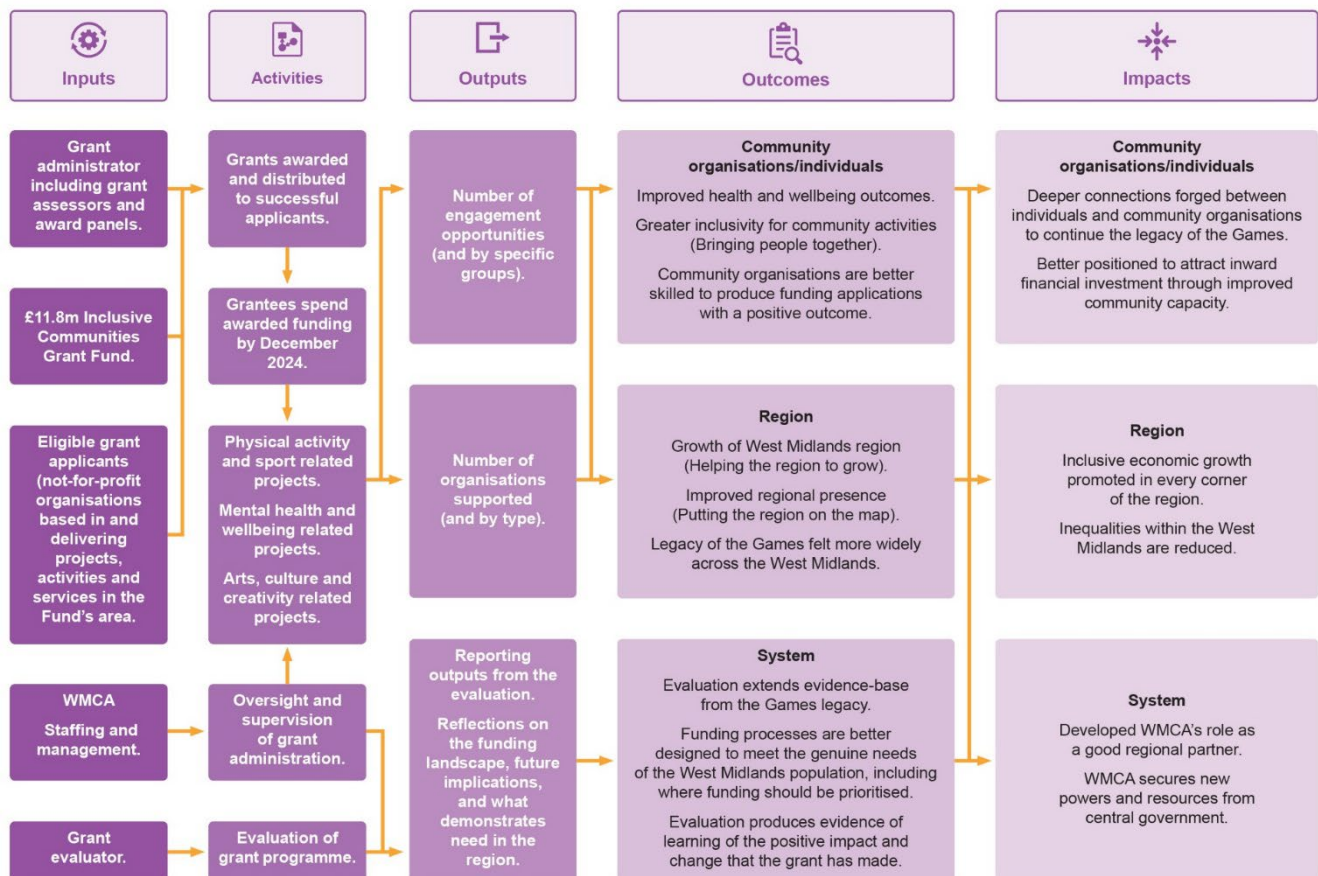 Inputs
Activities
Outputs
Outcomes
Impacts
Grant
administrator
including grant
assessors and
award panels.
£11.8m Inclusive
Communities
Grant Fund.
Eligible grant
applicants
(not-for-profit
organisations
based in and
delivering
projects,
activities and
services in the
Fund's area.
WMCA
Staffing and
management.
Grant
evaluator.
Grants awarded
and distributed
to successful
applicants.
Grantees spend
awarded funding
by December
2024.
Physical activity
and sport related
projects.
Mental health and
wellbeing related
projects.
Arts, culture and
creativity related
projects.
Oversight and
supervision
of grant
administration.
Evaluation of
grant programme.
Number of
engagement
opportunities
(and by specific
groups).
Number of
organisations
supported
(and by type).
Reporting
outputs from the
evaluation.
Reflections on
the funding
landscape, future
implications,
and what
demonstrates
need in the
region.
Community
organisations/individuals
Improved health and wellbeing outcomes.
Greater inclusivity for community activities
(Bringing people together).
Community organisations are better
skilled to produce funding applications
with a positive outcome.
Region
Growth of West Midlands region
(Helping the region to grow).
Improved regional presence
(Putting the region on the map).
Legacy of the Games felt more widely
across the West Midlands.
System
Evaluation extends evidence-base
from the Games legacy.
Funding processes are better
designed to meet the genuine needs
of the West Midlands population, including
where funding should be prioritised.
Evaluation produces evidence of
learning of the positive impact and
change that the grant has made.
Community
organisations/individuals
Deeper connections forged between
individuals and community organisations
to continue the legacy of the Games.
Better positioned to attract inward
financial investment through improved
community capacity.
Region
Inclusive economic growth
promoted in every corner
of the region.
Inequalities within the West
Midlands are reduced.
System
Developed WMCA's role as
a good regional partner.
WMCA secures new
powers and resources from
central government.